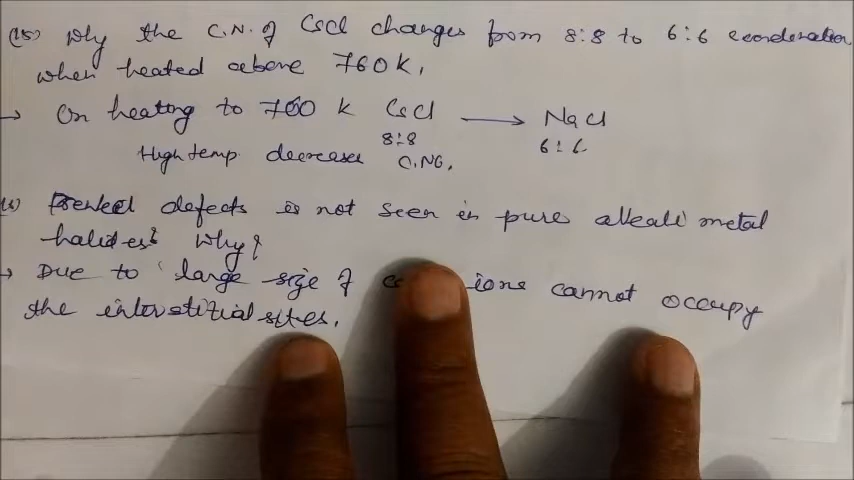 (15) Why the C.N. of CsCl changes from 8:8 to 6:6 coordination
when heated above 760 K.
→ On heating to 760 K CsCl → NaCl
8:8 6:6
High temp decreases C.NO.
defects is not seen in pure alkali metal
halides? Why?
→ Due to large size of ions cannot occupy
the interstitial sites.